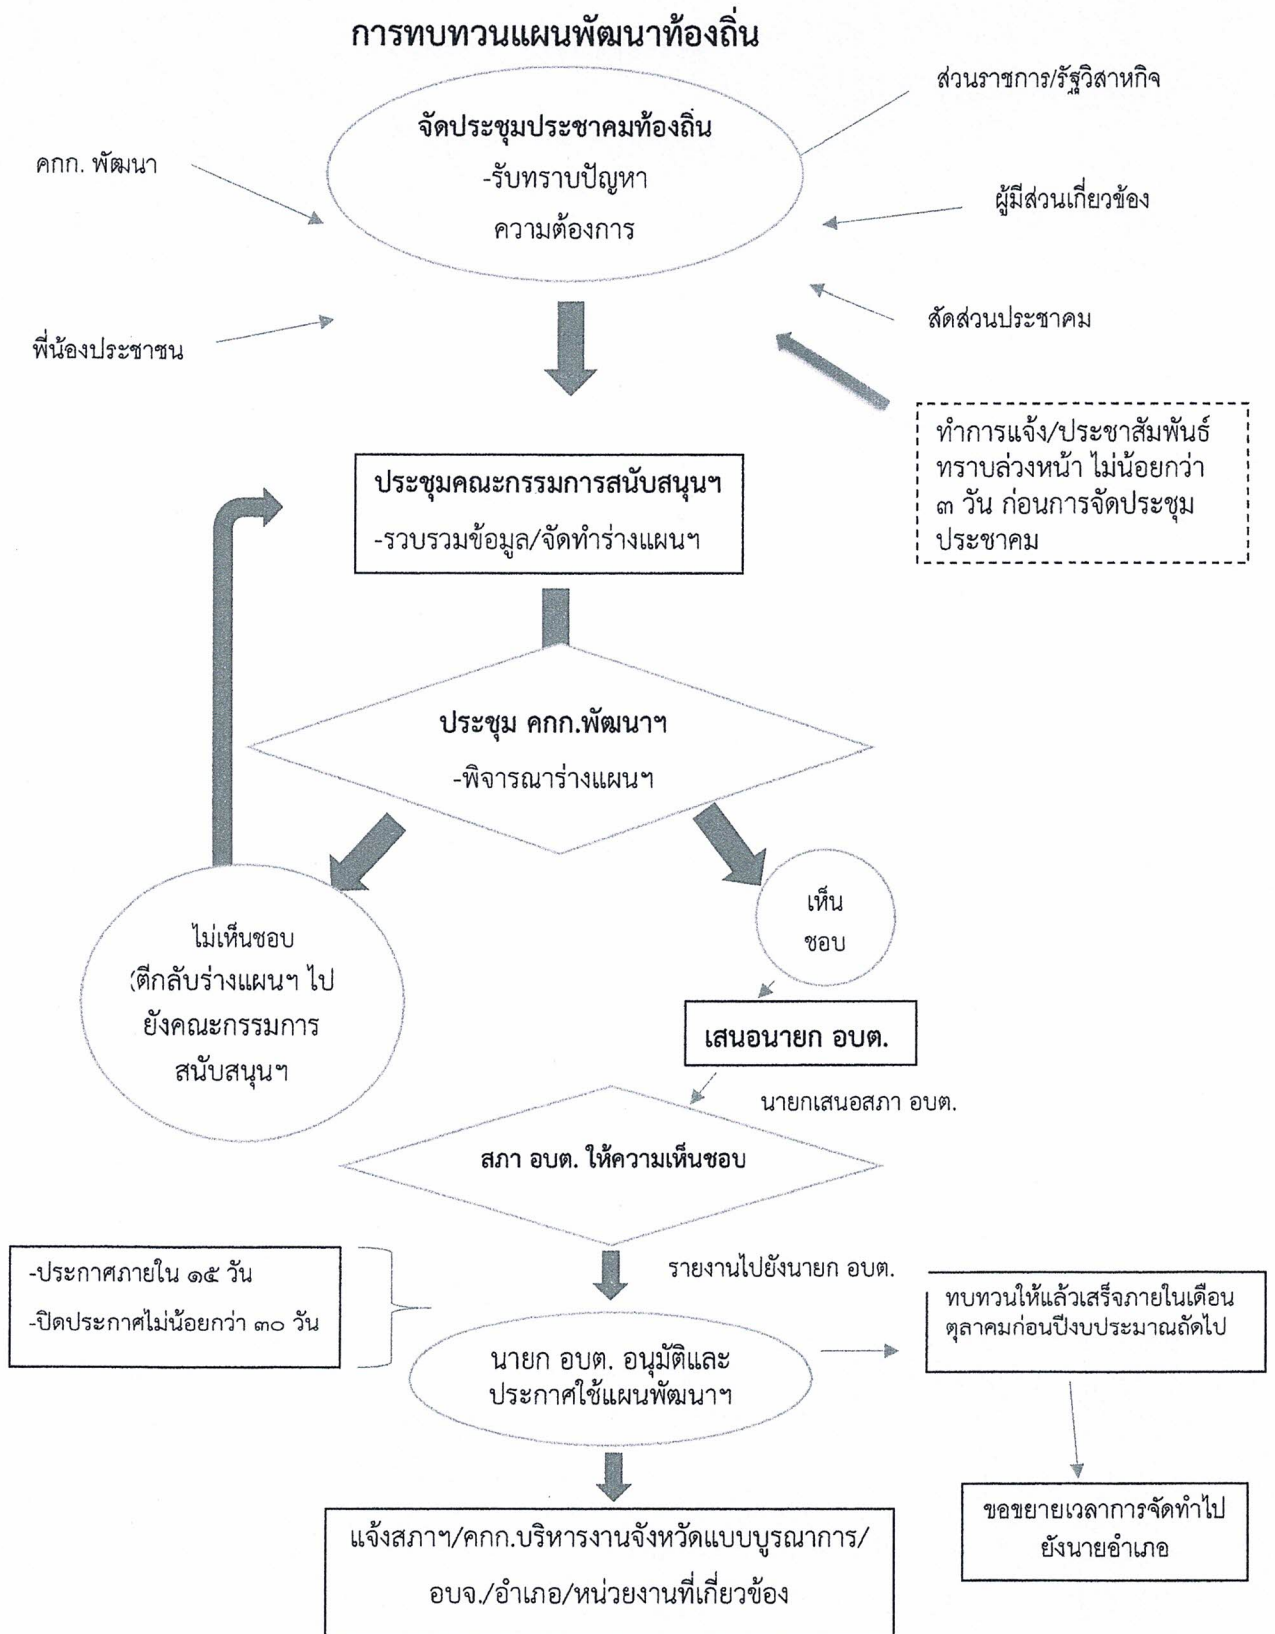 การทบทวนแผนพัฒนาท้องถิ่น
ส่วนราชการ/รัฐวิสาหกิจ
จัดประชุมประชาคมท้องถิ่น
คกก. พัฒนา
-รับทราบปัญหา
ผู้มีส่วนเกี่ยวข้อง
ความต้องการ
สัดส่วนประชาคม
พี่น้องประชาชน
ทำการแจ้ง/ประชาสัมพันธ์
ทราบล่วงหน้า ไม่น้อยกว่า
๓ วัน ก่อนการจัดประชุม
ประชาคม
ประชุมคณะกรรมการสนับสนุนฯ
-รวบรวมข้อมูล/จัดทำร่างแผนฯ
ประชุม คกก.พัฒนาฯ
-พิจารณาร่างแผนฯ
ไม่เห็นชอบ
(ตีกลับร่างแผนฯ ไป
ยังคณะกรรมการ
สนับสนุนฯ
เห็น
ชอบ
เสนอนายก อบต.
นายกเสนอสภา อบต.
สภา อบต. ให้ความเห็นชอบ
รายงานไปยังนายก อบต.
-ประกาศภายใน ๑๕ วัน
-ปิดประกาศไม่น้อยกว่า ๓๐ วัน
นายก อบต. อนุมัติและ
ประกาศใช้แผนพัฒนาฯ
ทบทวนให้แล้วเสร็จภายในเดือน
ตุลาคมก่อนปีงบประมาณถัดไป
ขอขยายเวลาการจัดทำไป
ยังนายอำเภอ
แจ้งสภาฯ/คกก.บริหารงานจังหวัดแบบบูรณาการ/
อบจ./อำเภอ/หน่วยงานที่เกี่ยวข้อง